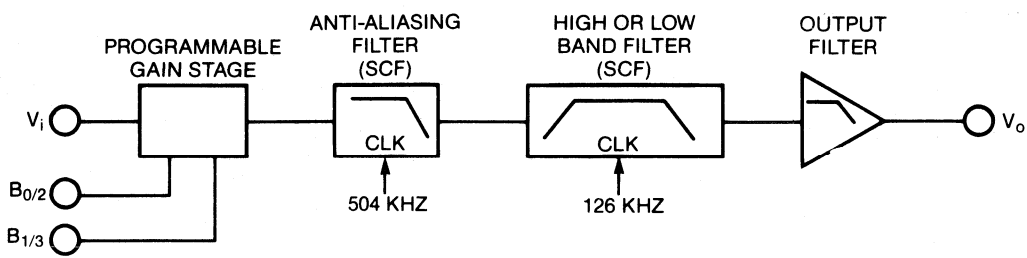 PROGRAMMABLE
GAIN STAGE
ANTI-ALIASING
FILTER
(SCF)
HIGH OR LOW
BAND FILTER
(SCF)
OUTPUT
FILTER
Vi
CLK
CLK
Vo
B0/2
504 KHZ
126 KHZ
B1/3